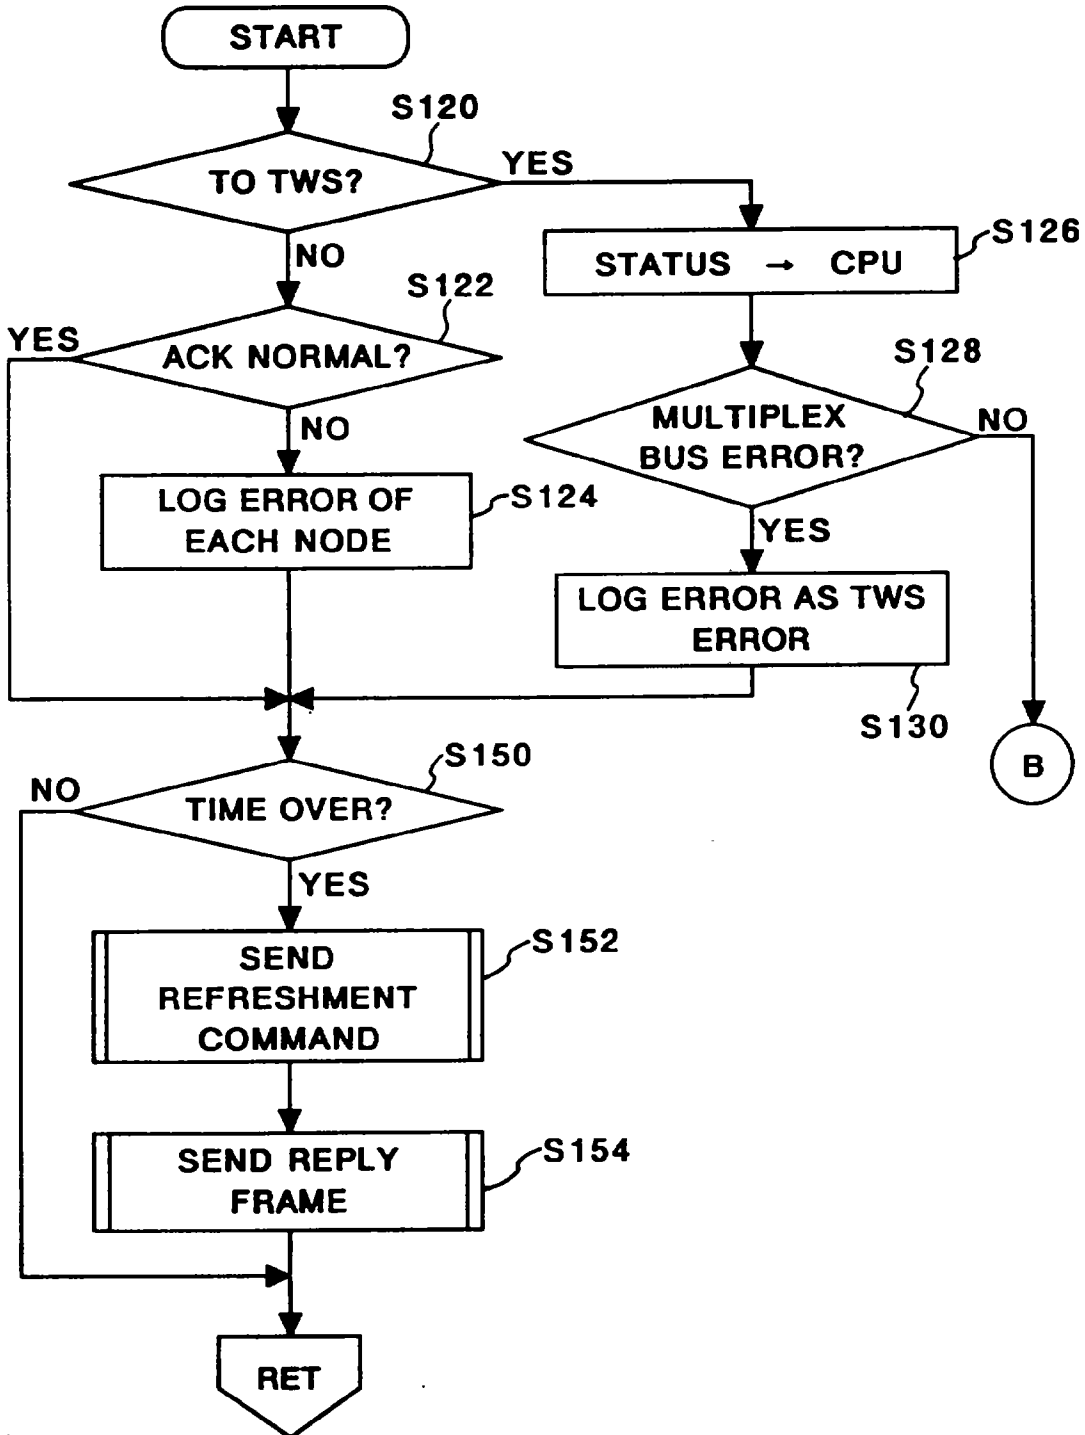 START
S120
TO TWS?
YES
NO
S126
STATUS → CPU
S122
YES
ACK NORMAL?
NO
S128
MULTIPLEX
BUS ERROR?
NO
YES
LOG ERROR OF
EACH NODE
S124
LOG ERROR AS TWS
ERROR
S130
B
S150
NO
TIME OVER?
YES
SEND
REFRESHMENT
COMMAND
S152
SEND REPLY
FRAME
S154
RET